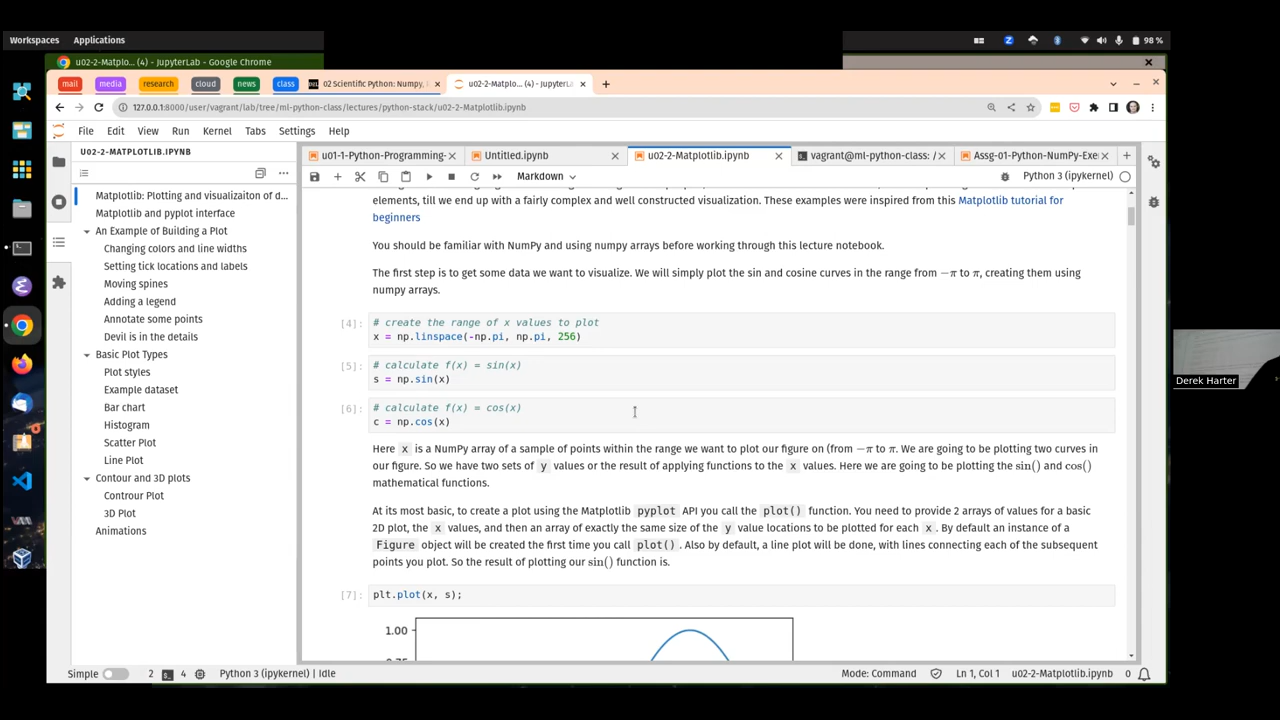 Workspaces Applications
98 %
u02-2-Matplo... (4) - JupyterLab - Google Chrome
mail media research cloud news class 02 Scientific Python: Numpy, u02-2-Matplo... (4) - JupyterLa
127.0.0.1:8000/user/vagrant/lab/tree/ml-python-class/lectures/python-stack/u02-2-Matplotlib.ipynb
File Edit View Run Kernel Tabs Settings Help
U02-2-MATPLOTLIB.IPYNB
u01-1-Python-Programming- Untitled.ipynb u02-2-Matplotlib.ipynb vagrant@ml-python-class: / Assg-01-Python-NumPy-Exe
Markdown Python 3 (ipykernel)
Matplotlib: Plotting and visualizaiton of d...
Matplotlib and pyplot interface
An Example of Building a Plot
Changing colors and line widths
Setting tick locations and labels
Moving spines
Adding a legend
Annotate some points
Devil is in the details
Basic Plot Types
Plot styles
Example dataset
Bar chart
Histogram
Scatter Plot
Line Plot
Contour and 3D plots
Contour Plot
3D Plot
Animations
elements, till we end up with a fairly complex and well constructed visualization. These examples were inspired from this Matplotlib tutorial for
beginners
You should be familiar with NumPy and using numpy arrays before working through this lecture notebook.
The first step is to get some data we want to visualize. We will simply plot the sin and cosine curves in the range from −π to π, creating them using
numpy arrays.
[4]: # create the range of x values to plot
x = np.linspace(-np.pi, np.pi, 256)
[5]: # calculate f(x) = sin(x)
s = np.sin(x)
[6]: # calculate f(x) = cos(x)
c = np.cos(x)
Here x is a NumPy array of a sample of points within the range we want to plot our figure on (from −π to π. We are going to be plotting two curves in
our figure. So we have two sets of y values or the result of applying functions to the x values. Here we are going to be plotting the sin() and cos()
mathematical functions.
At its most basic, to create a plot using the Matplotlib pyplot API you call the plot() function. You need to provide 2 arrays of values for a basic
2D plot, the x values, and then an array of exactly the same size of the y value locations to be plotted for each x. By default an instance of a
Figure object will be created the first time you call plot(). Also by default, a line plot will be done, with lines connecting each of the subsequent
points you plot. So the result of plotting our sin() function is.
[7]: plt.plot(x, s);
1.00
Derek Harter
Simple 2 4 Python 3 (ipykernel) | Idle Mode: Command Ln 1, Col 1 u02-2-Matplotlib.ipynb 0